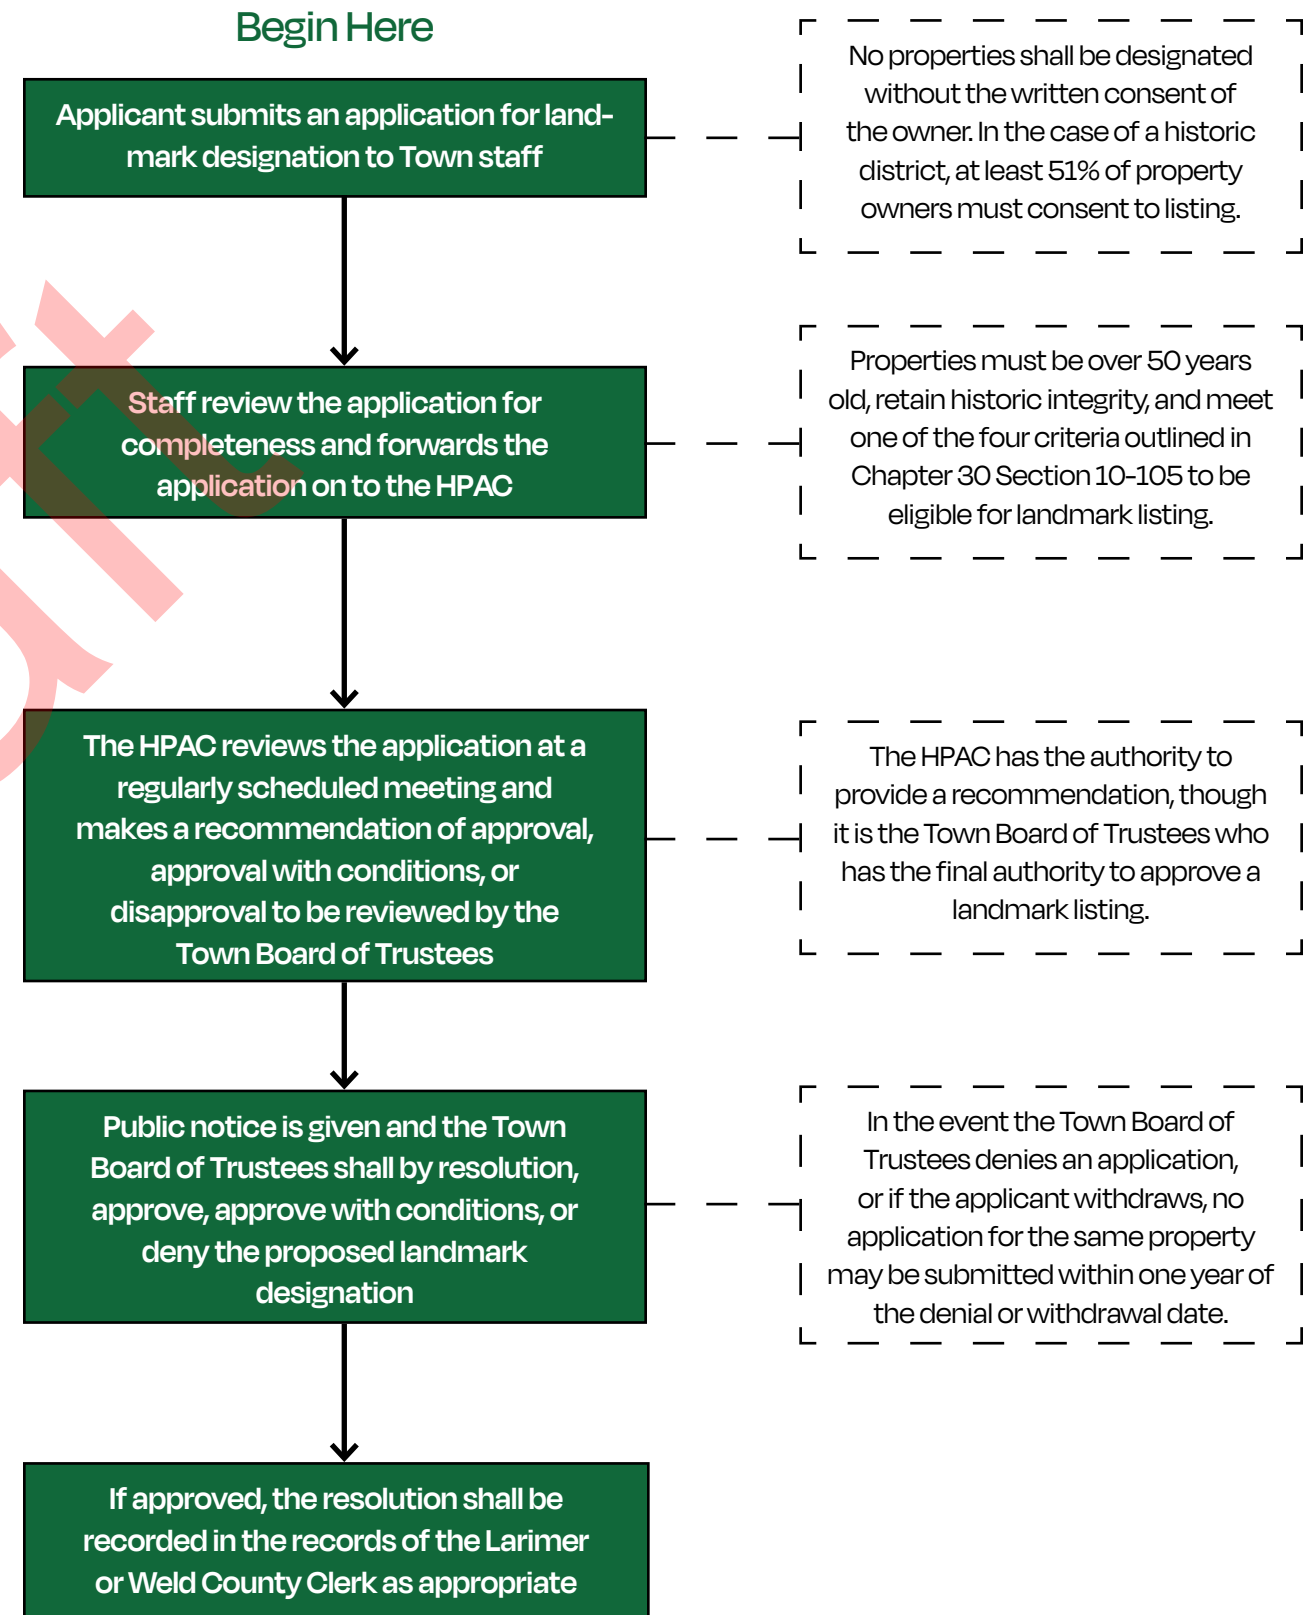 Begin Here
Applicant submits an application for land-
mark designation to Town staff
No properties shall be designated
without the written consent of
the owner. In the case of a historic
district, at least 51% of property
owners must consent to listing.
Staff review the application for
completeness and forwards the
application on to the HPAC
Properties must be over 50 years
old, retain historic integrity, and meet
one of the four criteria outlined in
Chapter 30 Section 10-105 to be
eligible for landmark listing.
The HPAC reviews the application at a
regularly scheduled meeting and
makes a recommendation of approval,
approval with conditions, or
disapproval to be reviewed by the
Town Board of Trustees
The HPAC has the authority to
provide a recommendation, though
it is the Town Board of Trustees who
has the final authority to approve a
landmark listing.
Public notice is given and the Town
Board of Trustees shall by resolution,
approve, approve with conditions, or
deny the proposed landmark
designation
In the event the Town Board of
Trustees denies an application,
or if the applicant withdraws, no
application for the same property
may be submitted within one year of
the denial or withdrawal date.
If approved, the resolution shall be
recorded in the records of the Larimer
or Weld County Clerk as appropriate